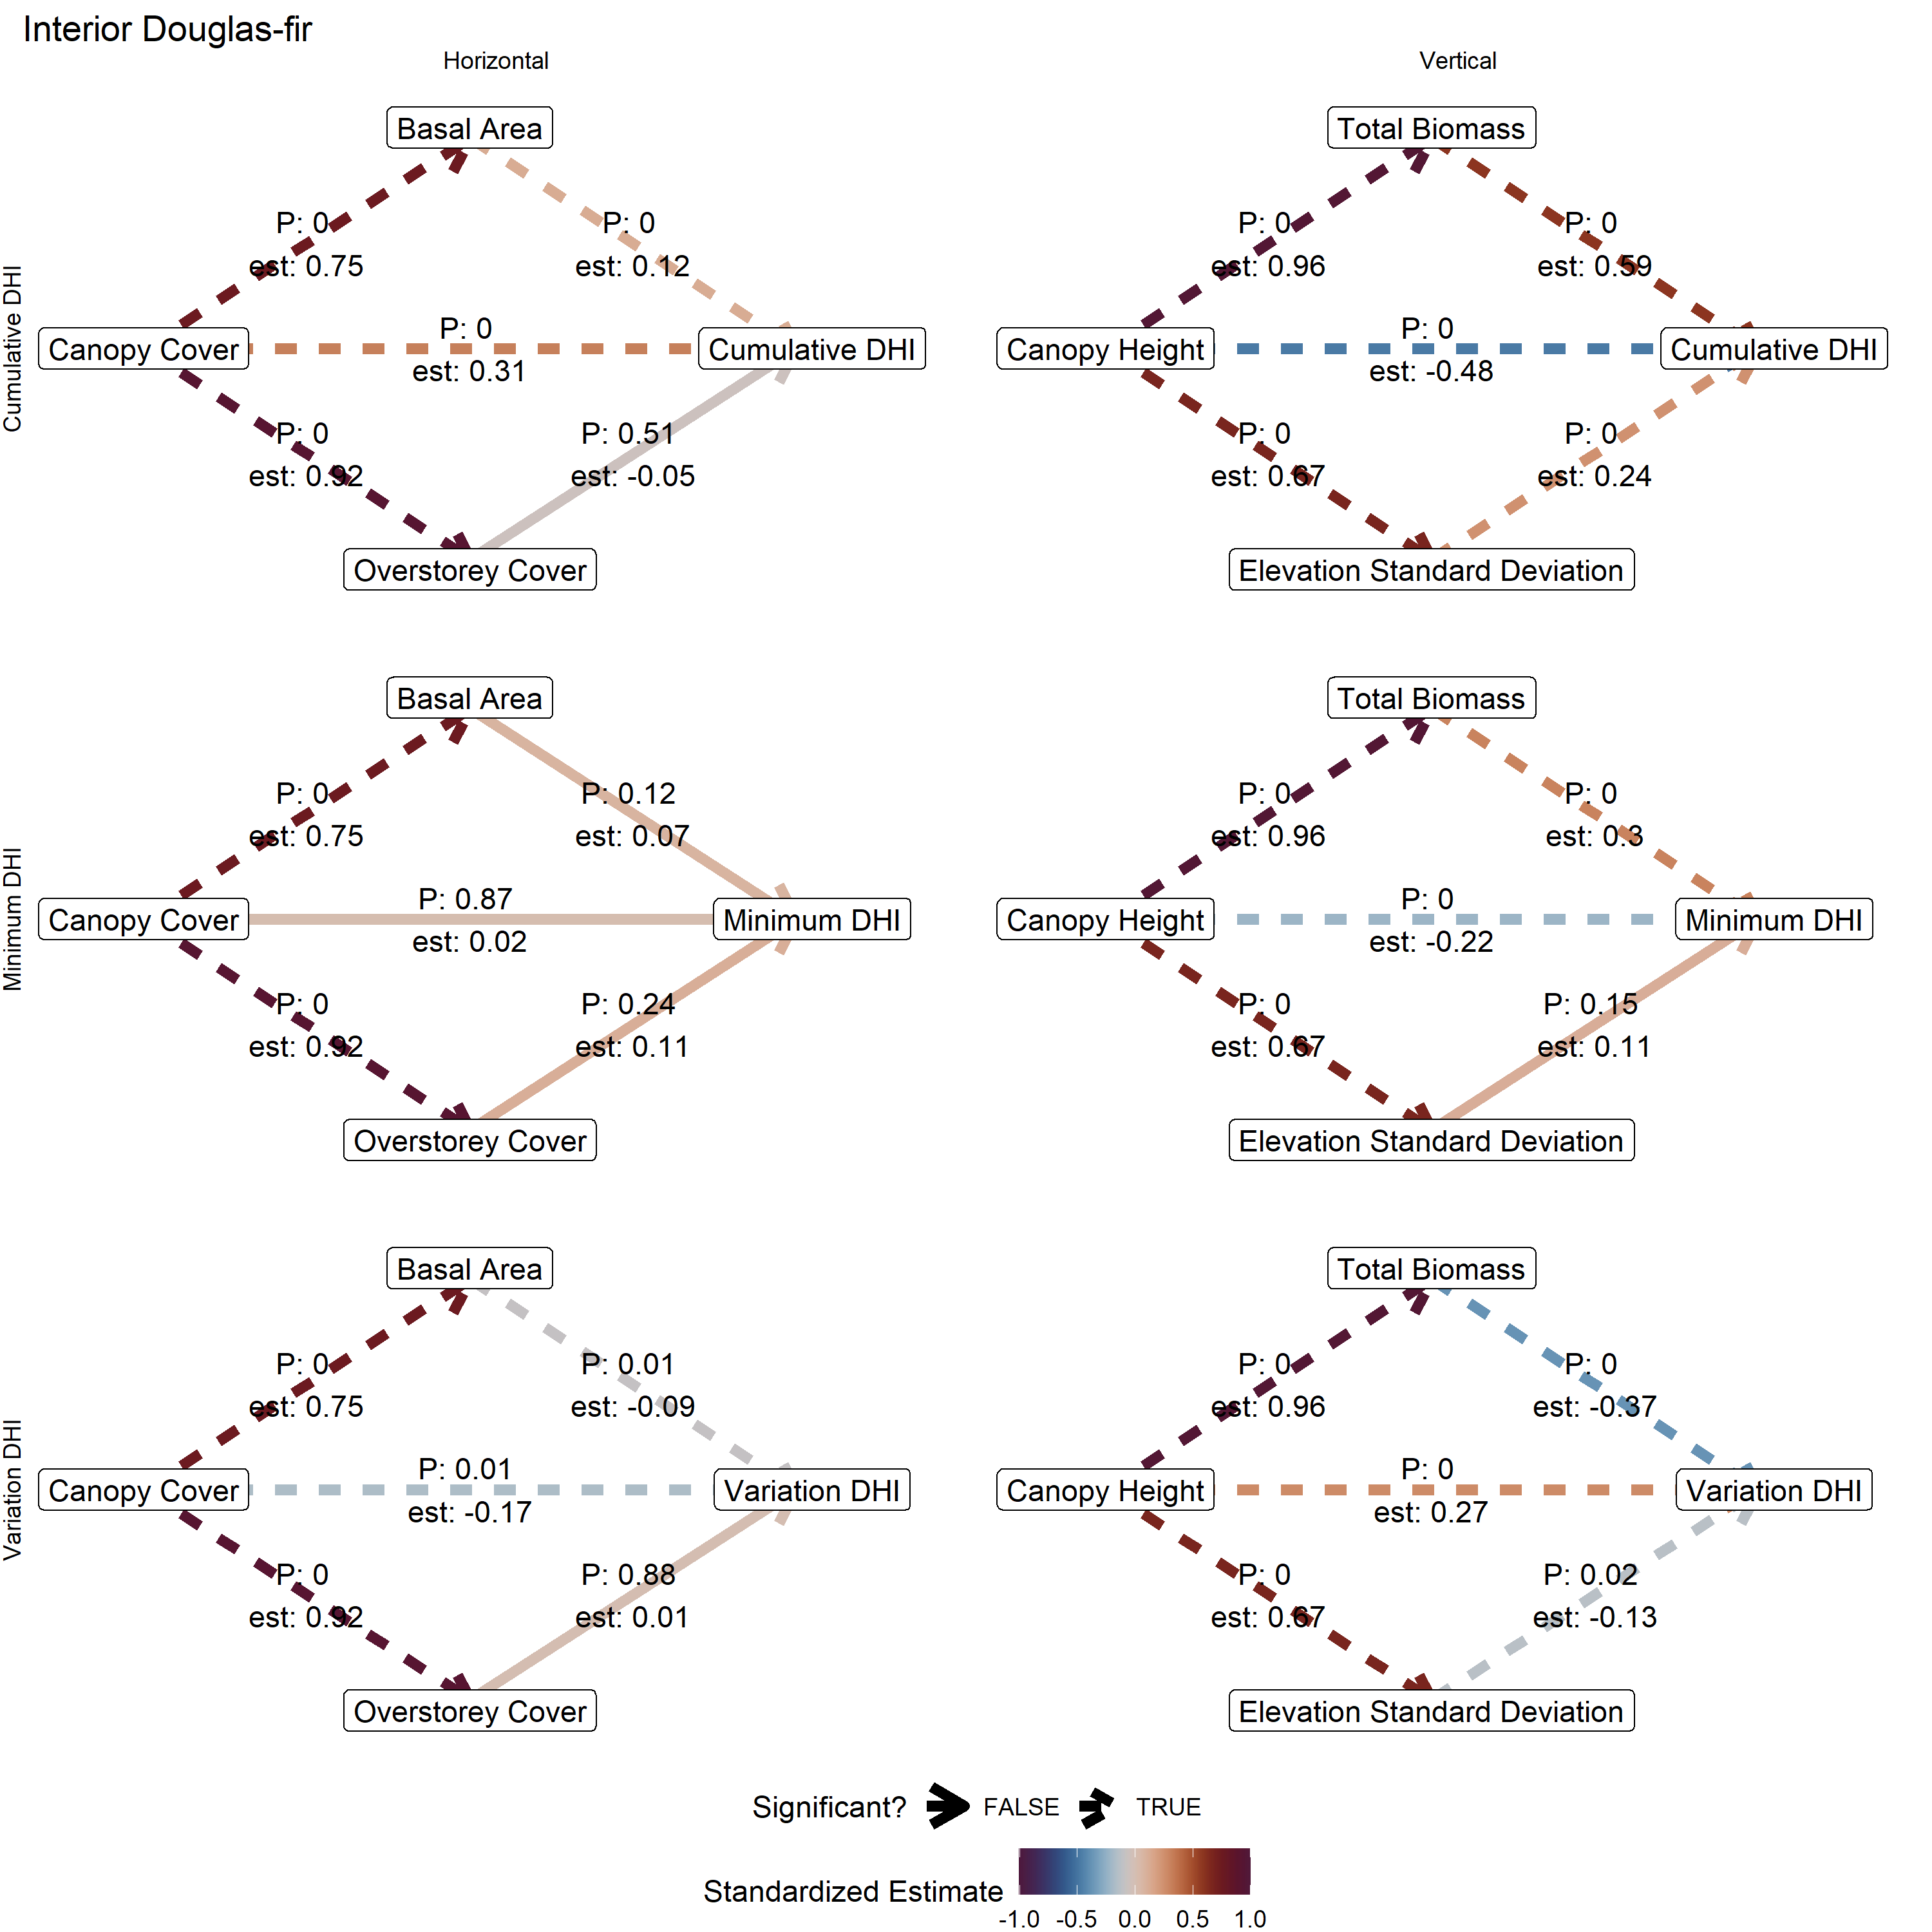 Interior Douglas-fir
Horizontal
Vertical
Cumulative DHI
Basal Area
P: 0
est: 0.75
P: 0
est: 0.12
Canopy Cover
P: 0
est: 0.31
Cumulative DHI
P: 0
est: 0.92
P: 0.51
est: -0.05
Overstorey Cover
Total Biomass
P: 0
est: 0.96
P: 0
est: 0.59
Canopy Height
P: 0
est: -0.48
Cumulative DHI
P: 0
est: 0.67
P: 0
est: 0.24
Elevation Standard Deviation
Minimum DHI
Basal Area
P: 0
est: 0.75
P: 0.12
est: 0.07
Canopy Cover
P: 0.87
est: 0.02
Minimum DHI
P: 0
est: 0.92
P: 0.24
est: 0.11
Overstorey Cover
Total Biomass
P: 0
est: 0.96
P: 0
est: 0.3
Canopy Height
P: 0
est: -0.22
Minimum DHI
P: 0
est: 0.67
P: 0.15
est: 0.11
Elevation Standard Deviation
Variation DHI
Basal Area
P: 0
est: 0.75
P: 0.01
est: -0.09
Canopy Cover
P: 0.01
est: -0.17
Variation DHI
P: 0
est: 0.92
P: 0.88
est: 0.01
Overstorey Cover
Total Biomass
P: 0
est: 0.96
P: 0
est: -0.37
Canopy Height
P: 0
est: 0.27
Variation DHI
P: 0
est: 0.67
P: 0.02
est: -0.13
Elevation Standard Deviation
Significant? FALSE TRUE
Standardized Estimate
-1.0 -0.5 0.0 0.5 1.0